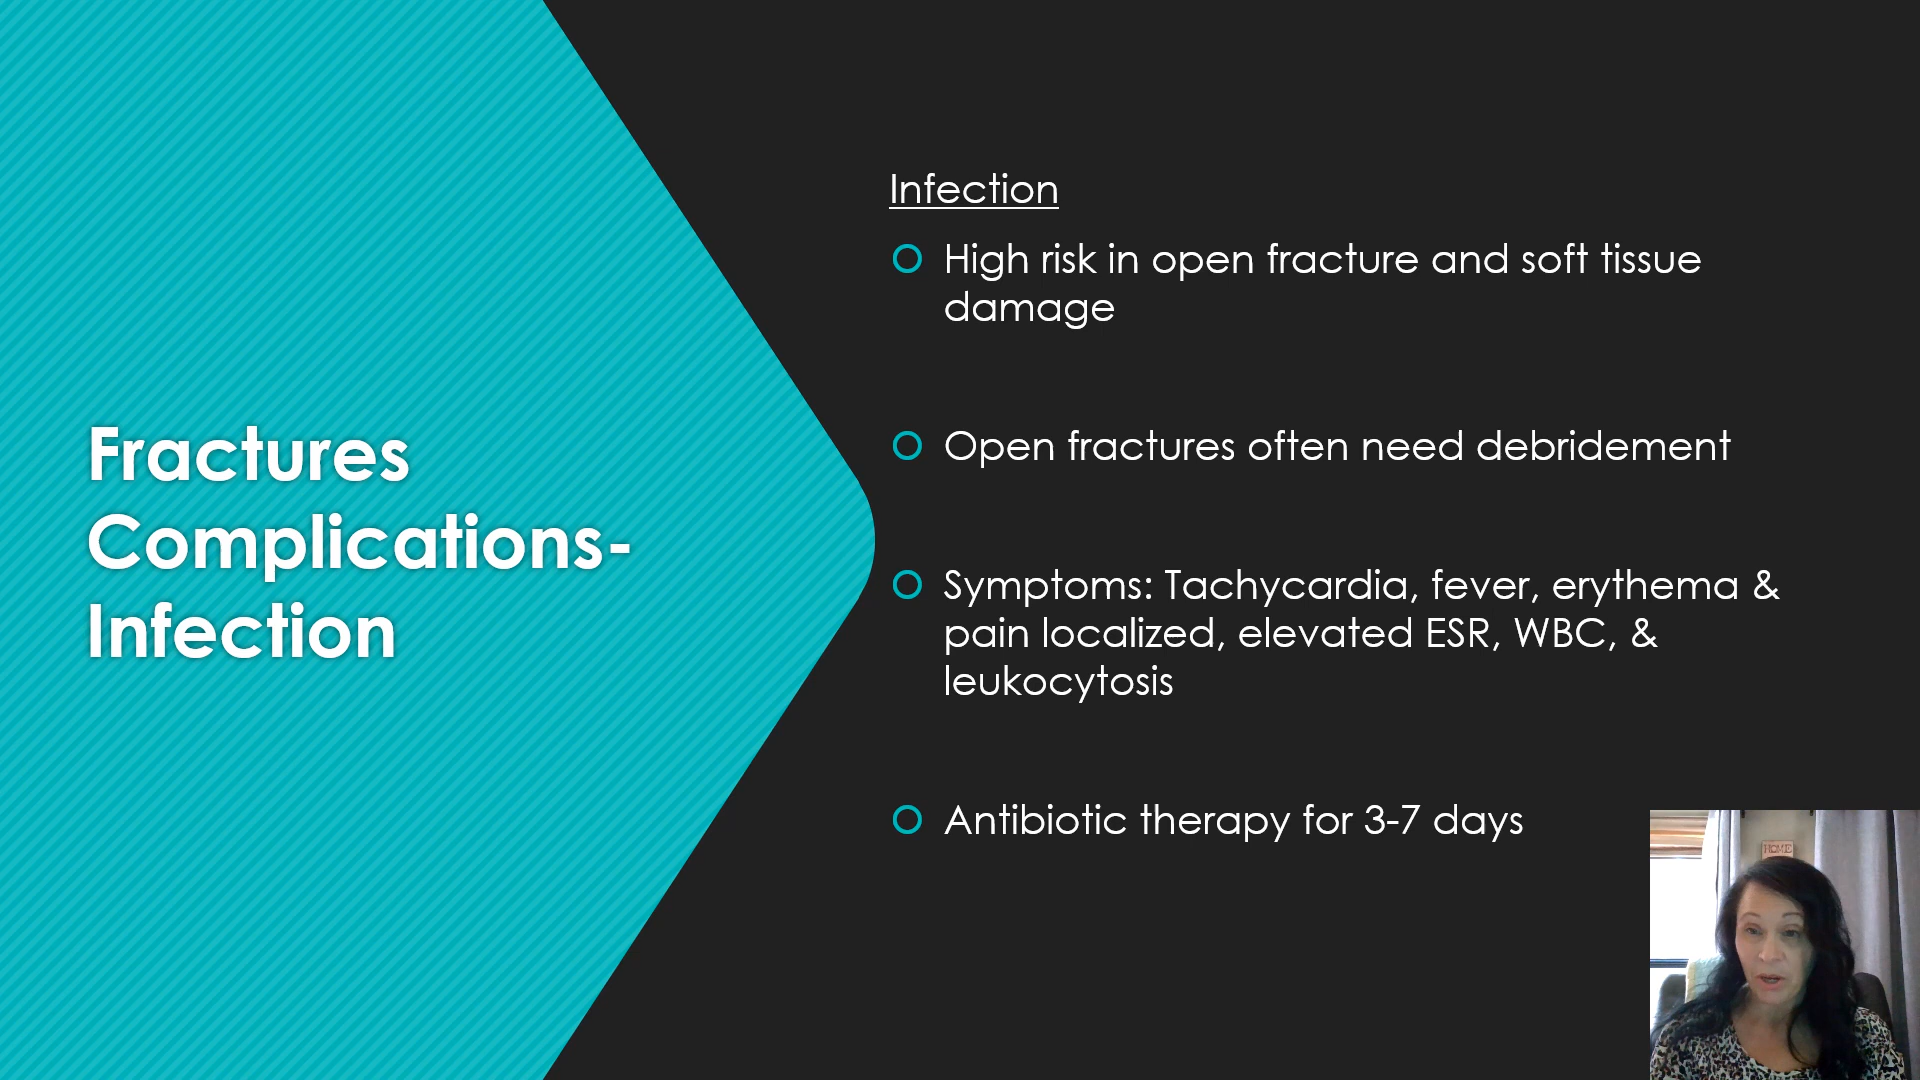 Fractures
Complications-
Infection
Infection
High risk in open fracture and soft tissue
damage
Open fractures often need debridement
Symptoms: Tachycardia, fever, erythema &
pain localized, elevated ESR, WBC, &
leukocytosis
Antibiotic therapy for 3-7 days
HOME